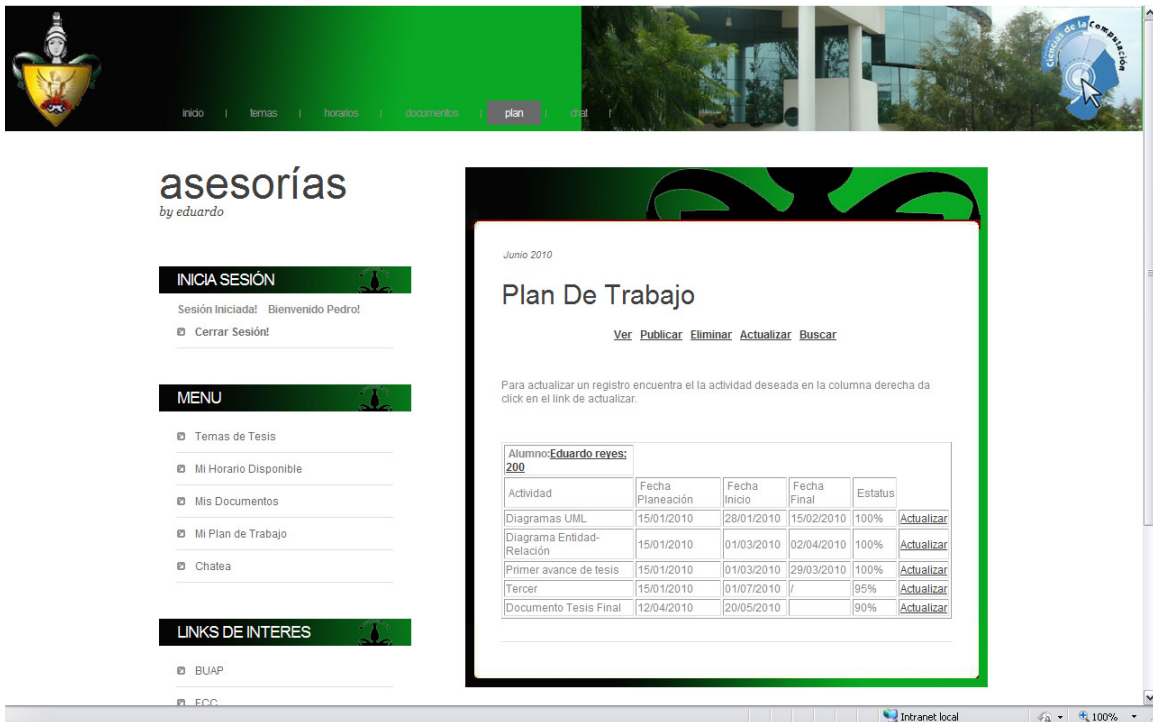 Ciencias de la Computación
inicio | temas | horarios | documentos | plan | chat |
asesorías
by eduardo
INICIA SESIÓN
Sesión Iniciada! Bienvenido Pedro!
Cerrar Sesión!
MENU
Temas de Tesis
Mi Horario Disponible
Mis Documentos
Mi Plan de Trabajo
Chatea
LINKS DE INTERES
BUAP
FCC
Junio 2010
Plan De Trabajo
Ver Publicar Eliminar Actualizar Buscar
Para actualizar un registro encuentra el la actividad deseada en la columna derecha da
click en el link de actualizar.
Alumno:Eduardo reyes:
200
Actividad Fecha Planeación Fecha Inicio Fecha Final Estatus
Diagramas UML 15/01/2010 28/01/2010 15/02/2010 100% Actualizar
Diagrama Entidad-Relación 15/01/2010 01/03/2010 02/04/2010 100% Actualizar
Primer avance de tesis 15/01/2010 01/03/2010 29/03/2010 100% Actualizar
Tercer 15/01/2010 01/07/2010 / 95% Actualizar
Documento Tesis Final 12/04/2010 20/05/2010 90% Actualizar
Intranet local 100%